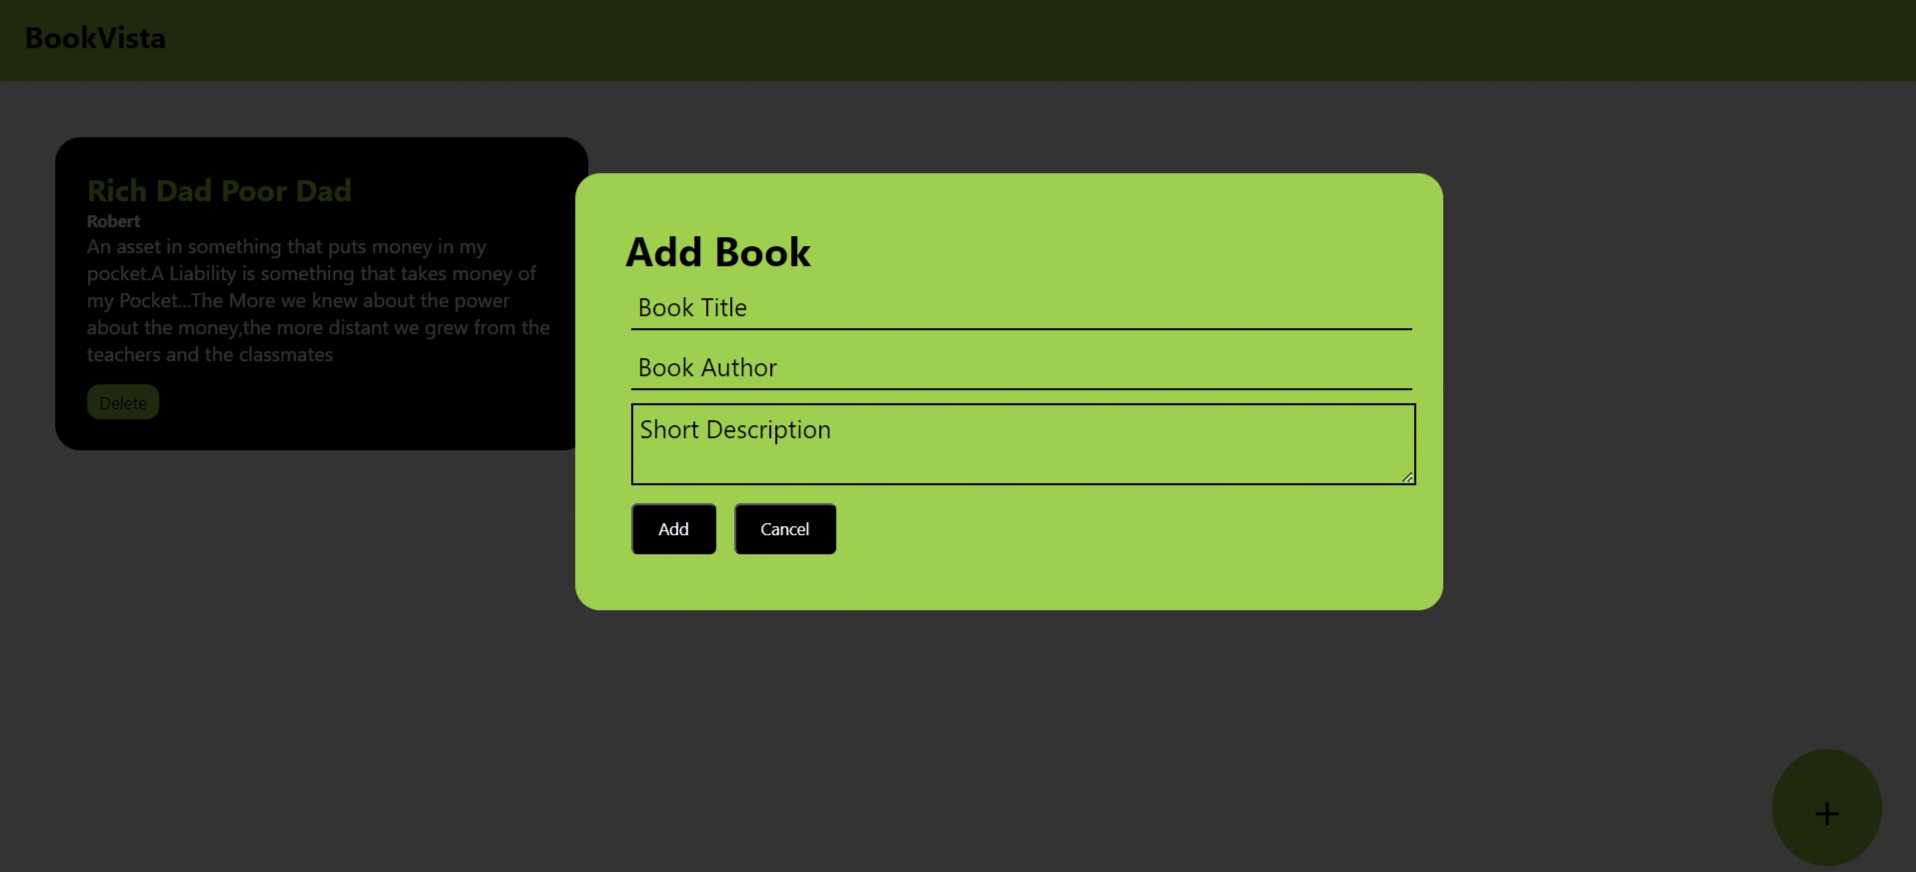 BookVista
Rich Dad Poor Dad
Robert
An asset in something that puts money in my
pocket.A Liability is something that takes money of
my Pocket...The More we knew about the power
about the money,the more distant we grew from the
teachers and the classmates
Delete
Add Book
Book Title
Book Author
Short Description
Add Cancel
+